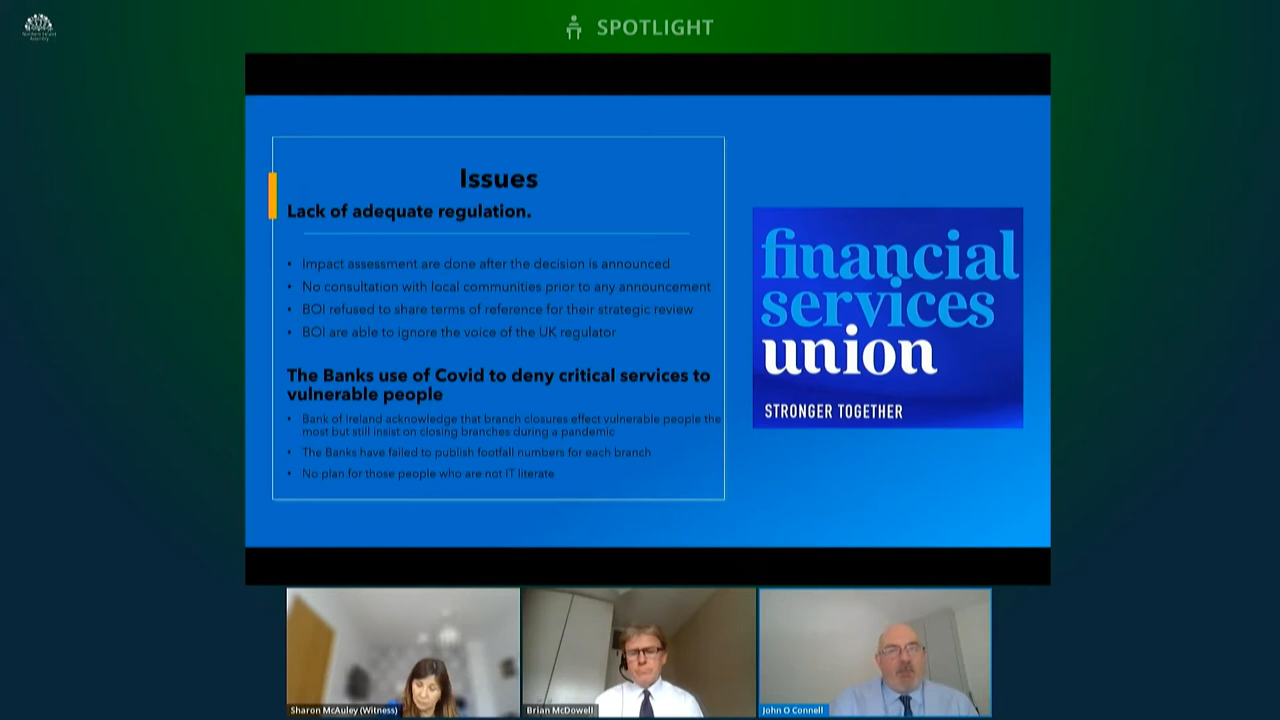 Northern Ireland
Assembly
SPOTLIGHT
Issues
Lack of adequate regulation.
• Impact assessment are done after the decision is announced
• No consultation with local communities prior to any announcement
• BOI refused to share terms of reference for their strategic review
• BOI are able to ignore the voice of the UK regulator
The Banks use of Covid to deny critical services to
vulnerable people
• Bank of Ireland acknowledge that branch closures effect vulnerable people the
most but still insist on closing branches during a pandemic
• The Banks have failed to publish footfall numbers for each branch
• No plan for those people who are not IT literate
financial
services
union
STRONGER TOGETHER
Sharon McAuley (Witness)
Brian McDowell
John O Connell